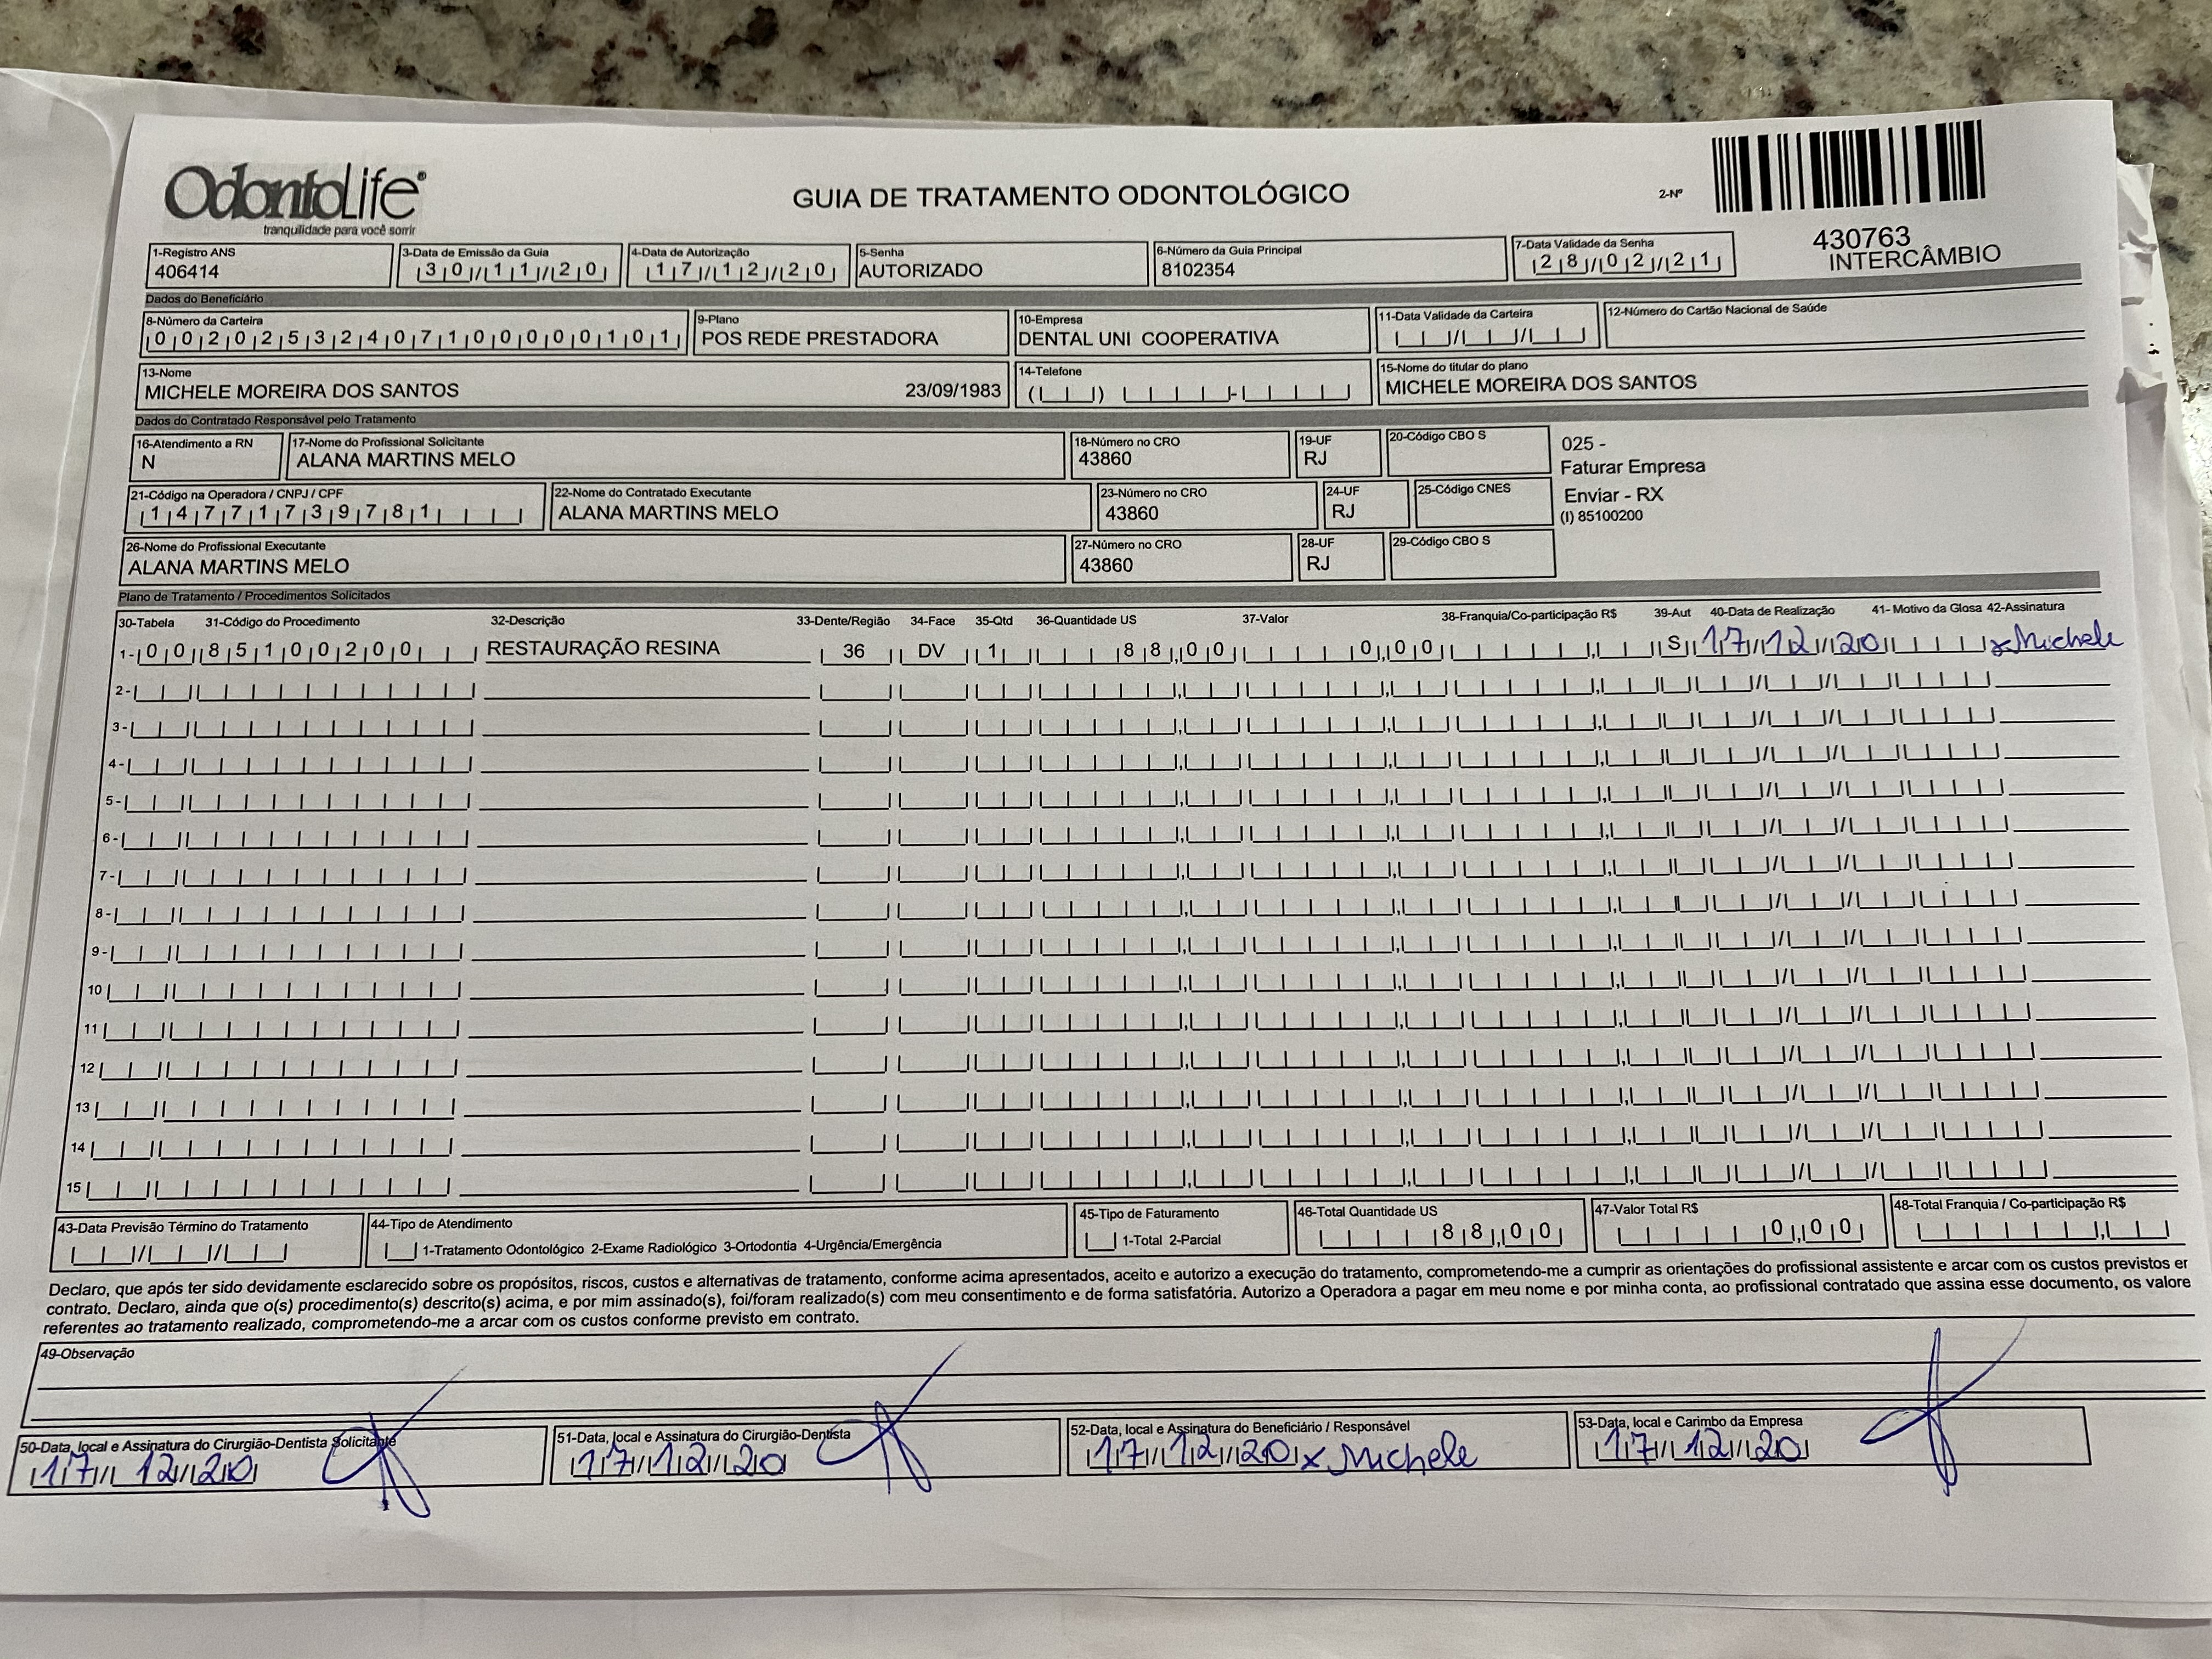 OdontoLife®
tranquilidade para você sorrir
GUIA DE TRATAMENTO ODONTOLÓGICO
2-Nº
430763
INTERCÂMBIO
1-Registro ANS
406414
3-Data de Emissão da Guia
30/11/20
4-Data de Autorização
17/12/20
5-Senha
AUTORIZADO
6-Número da Guia Principal
8102354
7-Data Validade da Senha
28/02/21
Dados do Beneficiário
8-Número da Carteira
00202532407100000101
9-Plano
POS REDE PRESTADORA
10-Empresa
DENTAL UNI COOPERATIVA
11-Data Validade da Carteira
12-Número do Cartão Nacional de Saúde
13-Nome
MICHELE MOREIRA DOS SANTOS 23/09/1983
14-Telefone
15-Nome do titular do plano
MICHELE MOREIRA DOS SANTOS
Dados do Contratado Responsável pelo Tratamento
16-Atendimento a RN
N
17-Nome do Profissional Solicitante
ALANA MARTINS MELO
18-Número no CRO
43860
19-UF
RJ
20-Código CBO S
025 -
Faturar Empresa
Enviar - RX
(I) 85100200
21-Código na Operadora / CNPJ / CPF
14771739781
22-Nome do Contratado Executante
ALANA MARTINS MELO
23-Número no CRO
43860
24-UF
RJ
25-Código CNES
26-Nome do Profissional Executante
ALANA MARTINS MELO
27-Número no CRO
43860
28-UF
RJ
29-Código CBO S
Plano de Tratamento / Procedimentos Solicitados
30-Tabela 31-Código do Procedimento 32-Descrição 33-Dente/Região 34-Face 35-Qtd 36-Quantidade US 37-Valor 38-Franquia/Co-participação R$ 39-Aut 40-Data de Realização 41- Motivo da Glosa 42-Assinatura
1- 00 85100200 RESTAURAÇÃO RESINA 36 DV 1 88,00 0,00 S 17/12/20 x Michele
2-
3-
4-
5-
6-
7-
8-
9-
10
11
12
13
14
15
43-Data Previsão Término do Tratamento
44-Tipo de Atendimento
1-Tratamento Odontológico 2-Exame Radiológico 3-Ortodontia 4-Urgência/Emergência
45-Tipo de Faturamento
1-Total 2-Parcial
46-Total Quantidade US
88,00
47-Valor Total R$
0,00
48-Total Franquia / Co-participação R$
Declaro, que após ter sido devidamente esclarecido sobre os propósitos, riscos, custos e alternativas de tratamento, conforme acima apresentados, aceito e autorizo a execução do tratamento, comprometendo-me a cumprir as orientações do profissional assistente e arcar com os custos previstos er
contrato. Declaro, ainda que o(s) procedimento(s) descrito(s) acima, e por mim assinado(s), foi/foram realizado(s) com meu consentimento e de forma satisfatória. Autorizo a Operadora a pagar em meu nome e por minha conta, ao profissional contratado que assina esse documento, os valore
referentes ao tratamento realizado, comprometendo-me a arcar com os custos conforme previsto em contrato.
49-Observação
50-Data, local e Assinatura do Cirurgião-Dentista Solicitante
17/12/20
51-Data, local e Assinatura do Cirurgião-Dentista
17/12/20
52-Data, local e Assinatura do Beneficiário / Responsável
17/12/20 x Michele
53-Data, local e Carimbo da Empresa
17/12/20